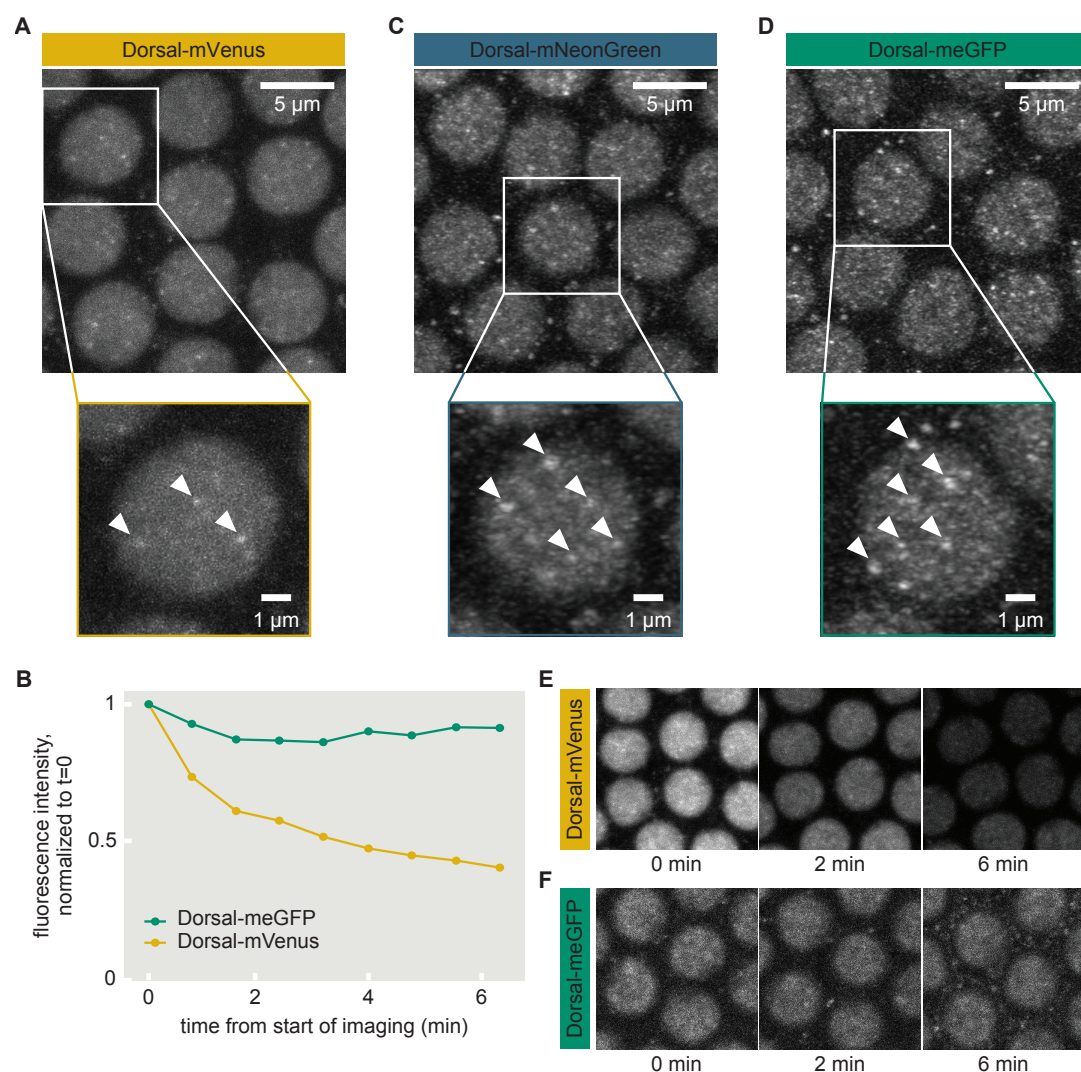 A
Dorsal-mVenus
5 µm
1 µm
C
Dorsal-mNeonGreen
5 µm
1 µm
D
Dorsal-meGFP
5 µm
1 µm
B
fluorescence intensity,
normalized to t=0
1
0.5
0
Dorsal-meGFP
Dorsal-mVenus
0 2 4 6
time from start of imaging (min)
E
Dorsal-mVenus
0 min 2 min 6 min
F
Dorsal-meGFP
0 min 2 min 6 min